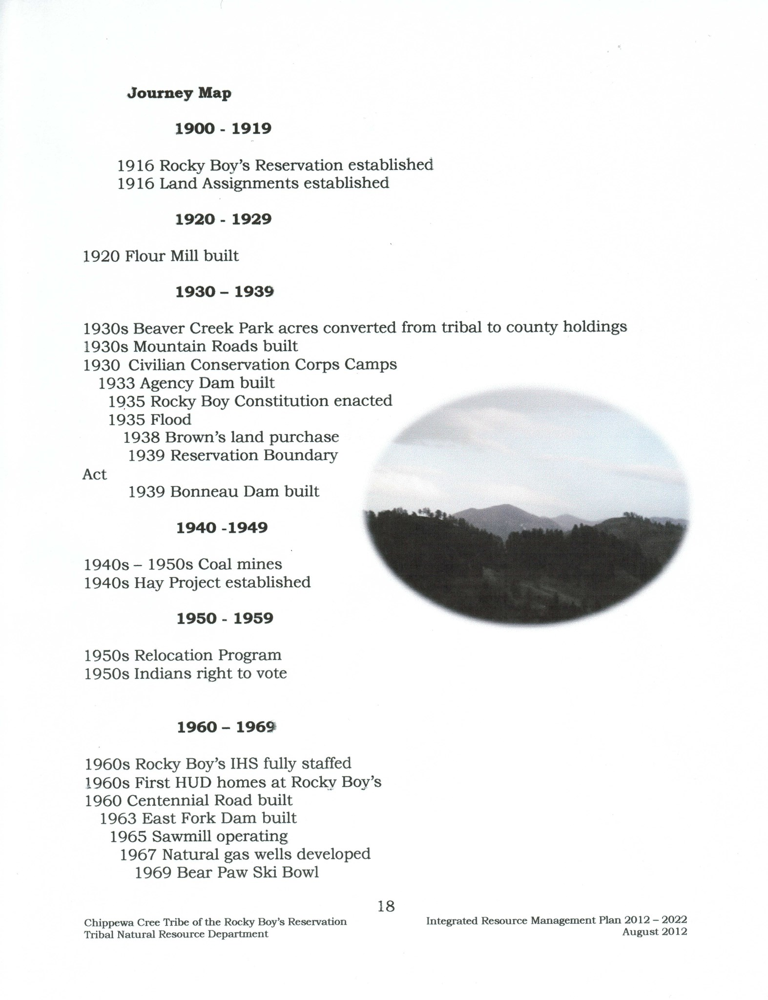 Journey Map
1900 - 1919
1916 Rocky Boy's Reservation established
1916 Land Assignments established
1920 - 1929
1920 Flour Mill built
1930 – 1939
1930s Beaver Creek Park acres converted from tribal to county holdings
1930s Mountain Roads built
1930  Civilian Conservation Corps Camps
1933 Agency Dam built
1935 Rocky Boy Constitution enacted
1935 Flood
1938 Brown's land purchase
1939 Reservation Boundary
Act
1939 Bonneau Dam built
1940 -1949
1940s – 1950s Coal mines
1940s Hay Project established
1950 - 1959
1950s Relocation Program
1950s Indians right to vote
1960 – 1969
1960s Rocky Boy's IHS fully staffed
1960s First HUD homes at Rocky Boy's
1960 Centennial Road built
1963 East Fork Dam built
1965 Sawmill operating
1967 Natural gas wells developed
1969 Bear Paw Ski Bowl
18
Chippewa Cree Tribe of the Rocky Boy's Reservation
Tribal Natural Resource Department
Integrated Resource Management Plan 2012 – 2022
August 2012